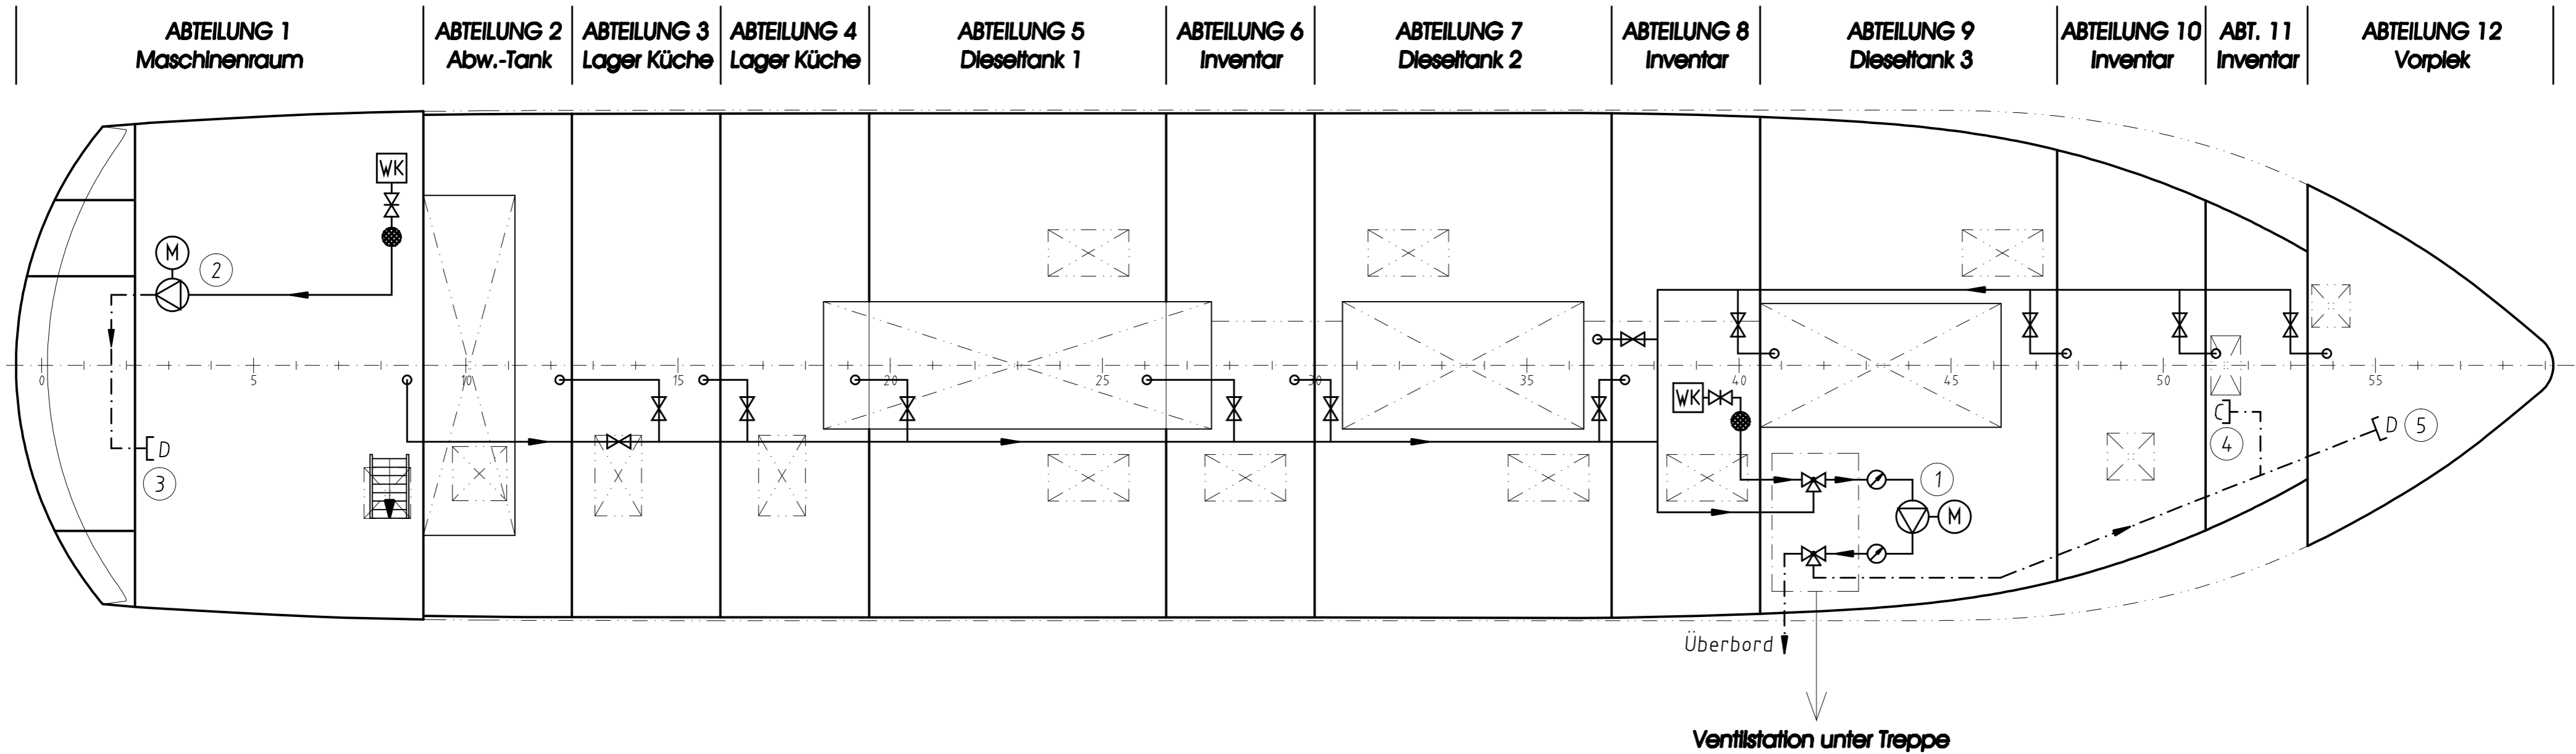 ABTEILUNG 1
Maschinenraum
ABTEILUNG 2
Abw.-Tank
ABTEILUNG 3
Lager Küche
ABTEILUNG 4
Lager Küche
ABTEILUNG 5
Dieseltank 1
ABTEILUNG 6
Inventar
ABTEILUNG 7
Dieseltank 2
ABTEILUNG 8
Inventar
ABTEILUNG 9
Dieseltank 3
ABTEILUNG 10
Inventar
ABT. 11
Inventar
ABTEILUNG 12
Vorpiek
WK
M
2
0
5
10
15
20
25
30
35
40
45
50
55
WK
D
3
C
4
D
5
1
M
Überbord
Ventilstation unter Treppe